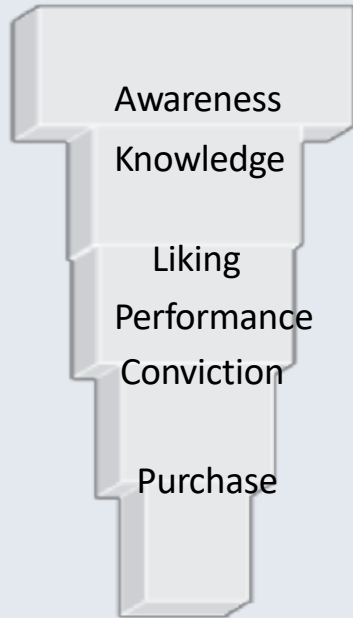 Awareness
Knowledge
Liking
Performance
Conviction
Purchase